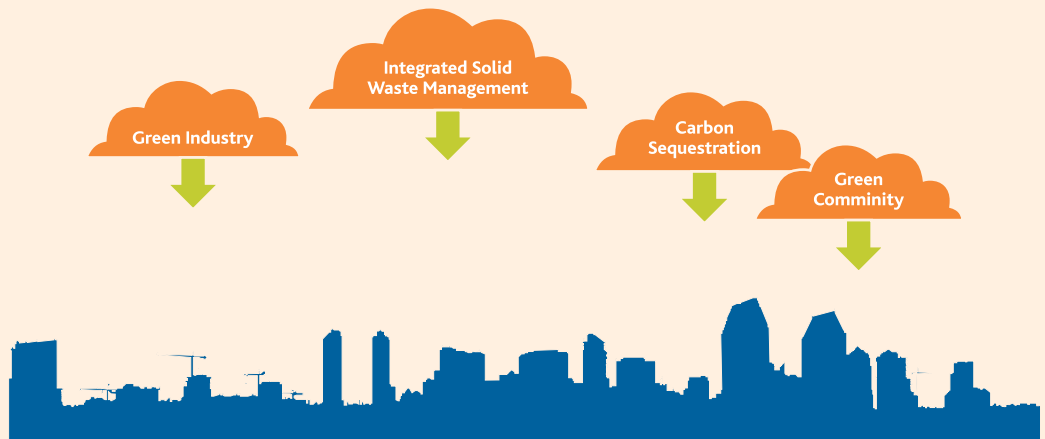 Integrated Solid
Waste Management
Green Industry
Carbon
Sequestration
Green
Comminity